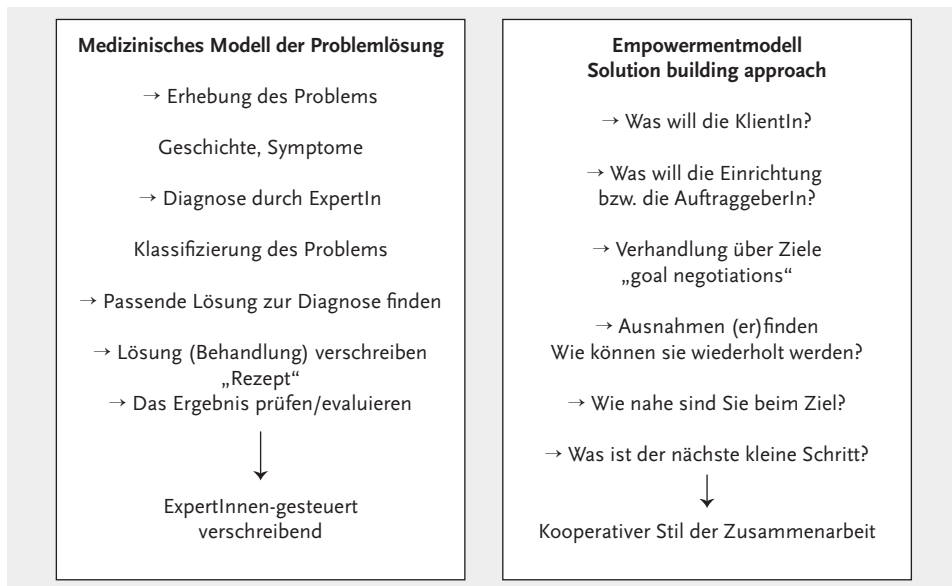 Medizinisches Modell der Problemlösung
→ Erhebung des Problems
Geschichte, Symptome
→ Diagnose durch ExpertIn
Klassifizierung des Problems
→ Passende Lösung zur Diagnose finden
→ Lösung (Behandlung) verschreiben
„Rezept“
→ Das Ergebnis prüfen/evaluieren
ExpertInnen-gesteuert
verschreibend
Empowermentmodell
Solution building approach
→ Was will die KlientIn?
→ Was will die Einrichtung
bzw. die AuftraggeberIn?
→ Verhandlung über Ziele
„goal negotiations“
→ Ausnahmen (er)finden
Wie können sie wiederholt werden?
→ Wie nahe sind Sie beim Ziel?
→ Was ist der nächste kleine Schritt?
Kooperativer Stil der Zusammenarbeit